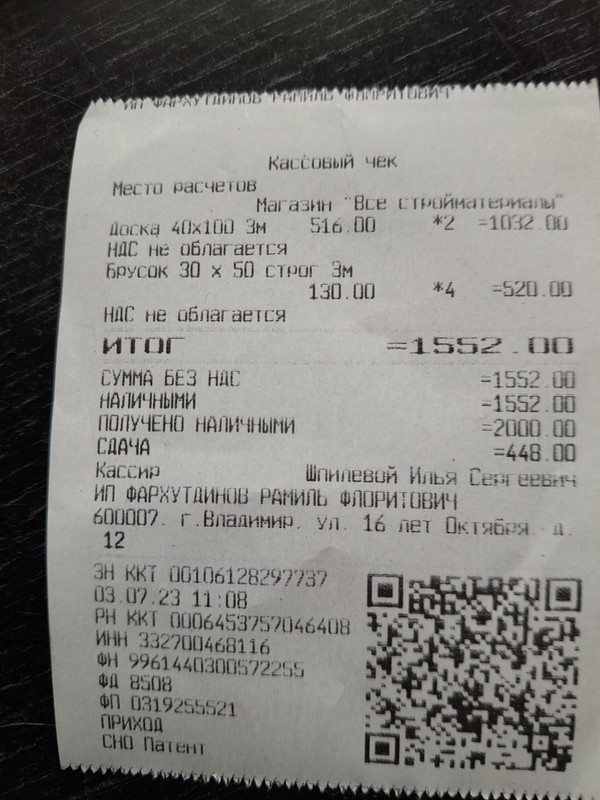 ИП ФАРХУТДИНОВ РАМИЛЬ ФЛОРИТОВИЧ
Кассовый чек
Место расчетов
Магазин "Все стройматериалы"
Доска 40х100 3м 516.00 *2 =1032.00
НДС не облагается
Брусок 30 х 50 строг 3м
130.00 *4 =520.00
НДС не облагается
ИТОГ =1552.00
СУММА БЕЗ НДС =1552.00
НАЛИЧНЫМИ =1552.00
ПОЛУЧЕНО НАЛИЧНЫМИ =2000.00
СДАЧА =448.00
Кассир Шпилевой Илья Сергеевич
ИП ФАРХУТДИНОВ РАМИЛЬ ФЛОРИТОВИЧ
600007, г.Владимир, ул. 16 лет Октября, д.
12
ЗН ККТ 00106128297737
03.07.23 11:08
РН ККТ 0006453757046408
ИНН 332700468116
ФН 9961440300572255
ФД 8508
ФП 0319255521
ПРИХОД
СНО Патент